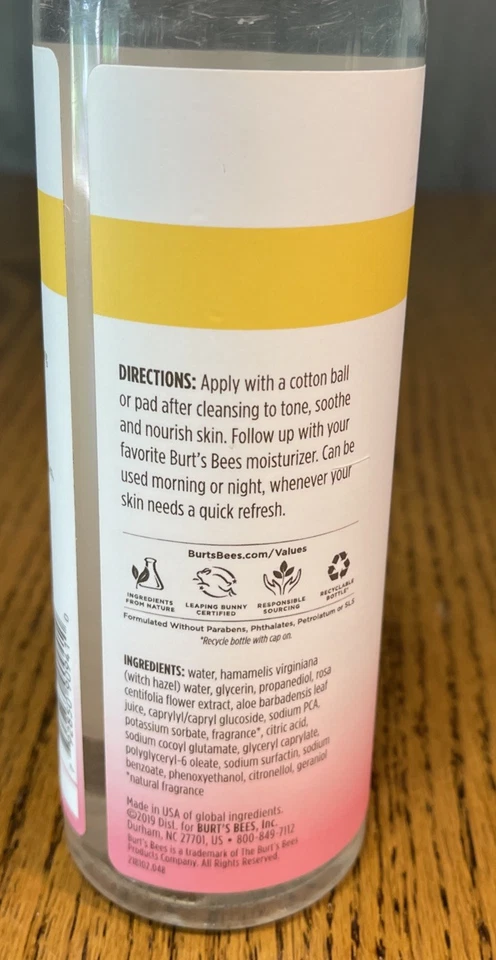 DIRECTIONS: Apply with a cotton ball
or pad after cleansing to tone, soothe
and nourish skin. Follow up with your
favorite Burt's Bees moisturizer. Can be
used morning or night, whenever your
skin needs a quick refresh.
BurtsBees.com/Values
INGREDIENTS
FROM NATURE
LEAPING BUNNY
CERTIFIED
RESPONSIBLE
SOURCING
RECYCLABLE
BOTTLE*
Formulated Without Parabens, Phthalates, Petrolatum or SLS
*Recycle bottle with cap on.
INGREDIENTS: water, hamamelis virginiana
(witch hazel) water, glycerin, propanediol, rosa
centifolia flower extract, aloe barbadensis leaf
juice, caprylyl/capryl glucoside, sodium PCA,
potassium sorbate, fragrance*, citric acid,
sodium cocoyl glutamate, glyceryl caprylate,
polyglyceryl-6 oleate, sodium surfactin, sodium
benzoate, phenoxyethanol, citronellol, geraniol
*natural fragrance
Made in USA of global ingredients.
©2019 Dist. for BURT'S BEES, Inc.
Durham, NC 27701, US • 800-849-7112
Burt's Bees is a trademark of The Burt's Bees
Products Company. All Rights Reserved.
218102.048